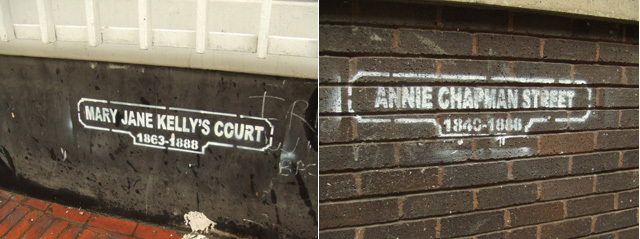 MARY JANE KELLY'S COURT
1863-1888
ANNIE CHAPMAN STREET
1840-1888